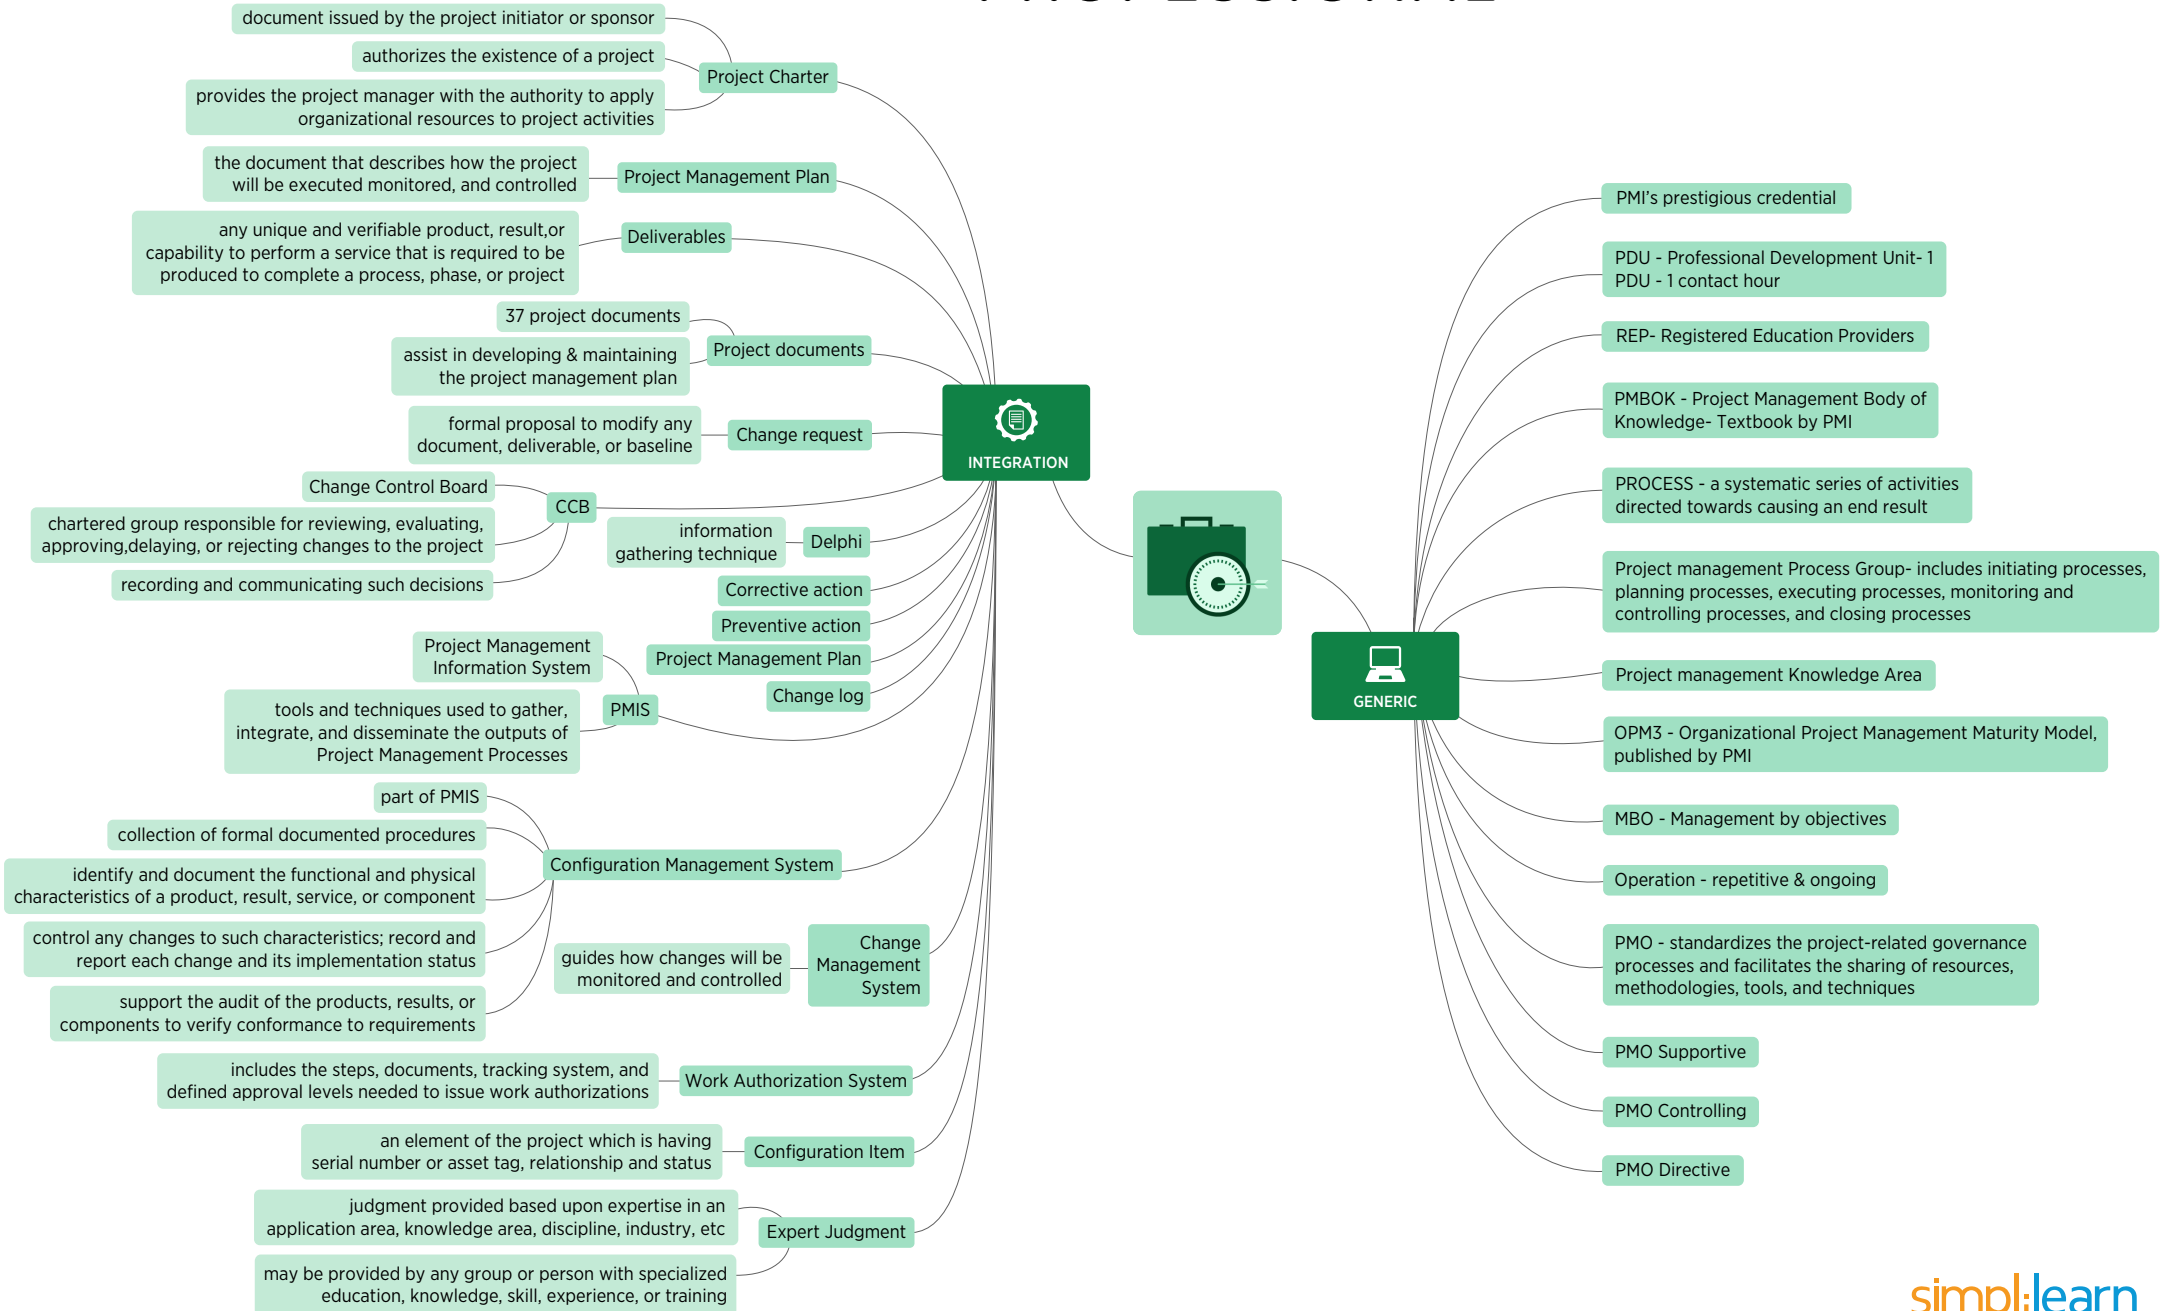 document issued by the project initiator or sponsor
authorizes the existence of a project
provides the project manager with the authority to apply
organizational resources to project activities
Project Charter
the document that describes how the project
will be executed monitored, and controlled
Project Management Plan
any unique and verifiable product, result,or
capability to perform a service that is required to be
produced to complete a process, phase, or project
Deliverables
37 project documents
assist in developing & maintaining
the project management plan
Project documents
formal proposal to modify any
document, deliverable, or baseline
Change request
Change Control Board
chartered group responsible for reviewing, evaluating,
approving,delaying, or rejecting changes to the project
recording and communicating such decisions
CCB
information
gathering technique
Delphi
Corrective action
Preventive action
Project Management Plan
Change log
Project Management
Information System
tools and techniques used to gather,
integrate, and disseminate the outputs of
Project Management Processes
PMIS
part of PMIS
collection of formal documented procedures
identify and document the functional and physical
characteristics of a product, result, service, or component
control any changes to such characteristics; record and
report each change and its implementation status
support the audit of the products, results, or
components to verify conformance to requirements
Configuration Management System
guides how changes will be
monitored and controlled
Change
Management
System
includes the steps, documents, tracking system, and
defined approval levels needed to issue work authorizations
Work Authorization System
an element of the project which is having
serial number or asset tag, relationship and status
Configuration Item
judgment provided based upon expertise in an
application area, knowledge area, discipline, industry, etc
may be provided by any group or person with specialized
education, knowledge, skill, experience, or training
Expert Judgment
INTEGRATION
GENERIC
PMI's prestigious credential
PDU - Professional Development Unit- 1
PDU - 1 contact hour
REP- Registered Education Providers
PMBOK - Project Management Body of
Knowledge- Textbook by PMI
PROCESS - a systematic series of activities
directed towards causing an end result
Project management Process Group- includes initiating processes,
planning processes, executing processes, monitoring and
controlling processes, and closing processes
Project management Knowledge Area
OPM3 - Organizational Project Management Maturity Model,
published by PMI
MBO - Management by objectives
Operation - repetitive & ongoing
PMO - standardizes the project-related governance
processes and facilitates the sharing of resources,
methodologies, tools, and techniques
PMO Supportive
PMO Controlling
PMO Directive
simpl:learn